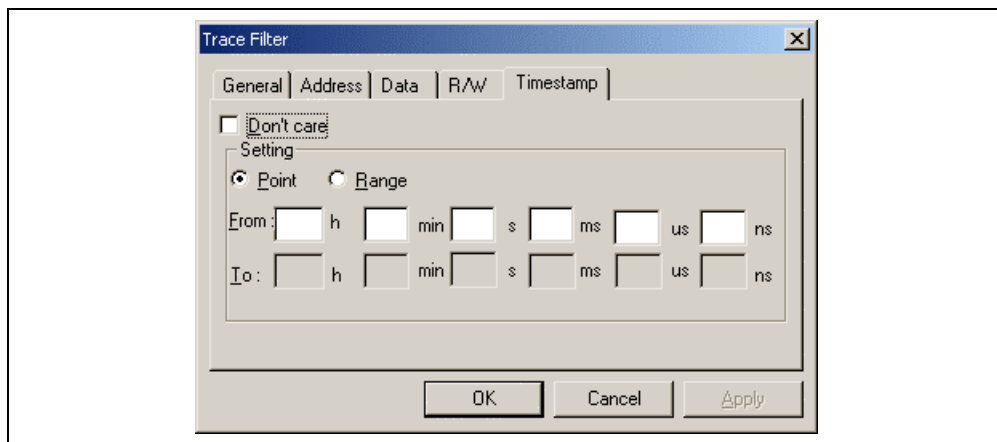 Trace Filter
General Address Data R/W Timestamp
Don't care
Setting
Point Range
From : h min s ms us ns
To : h min s ms us ns
OK Cancel Apply